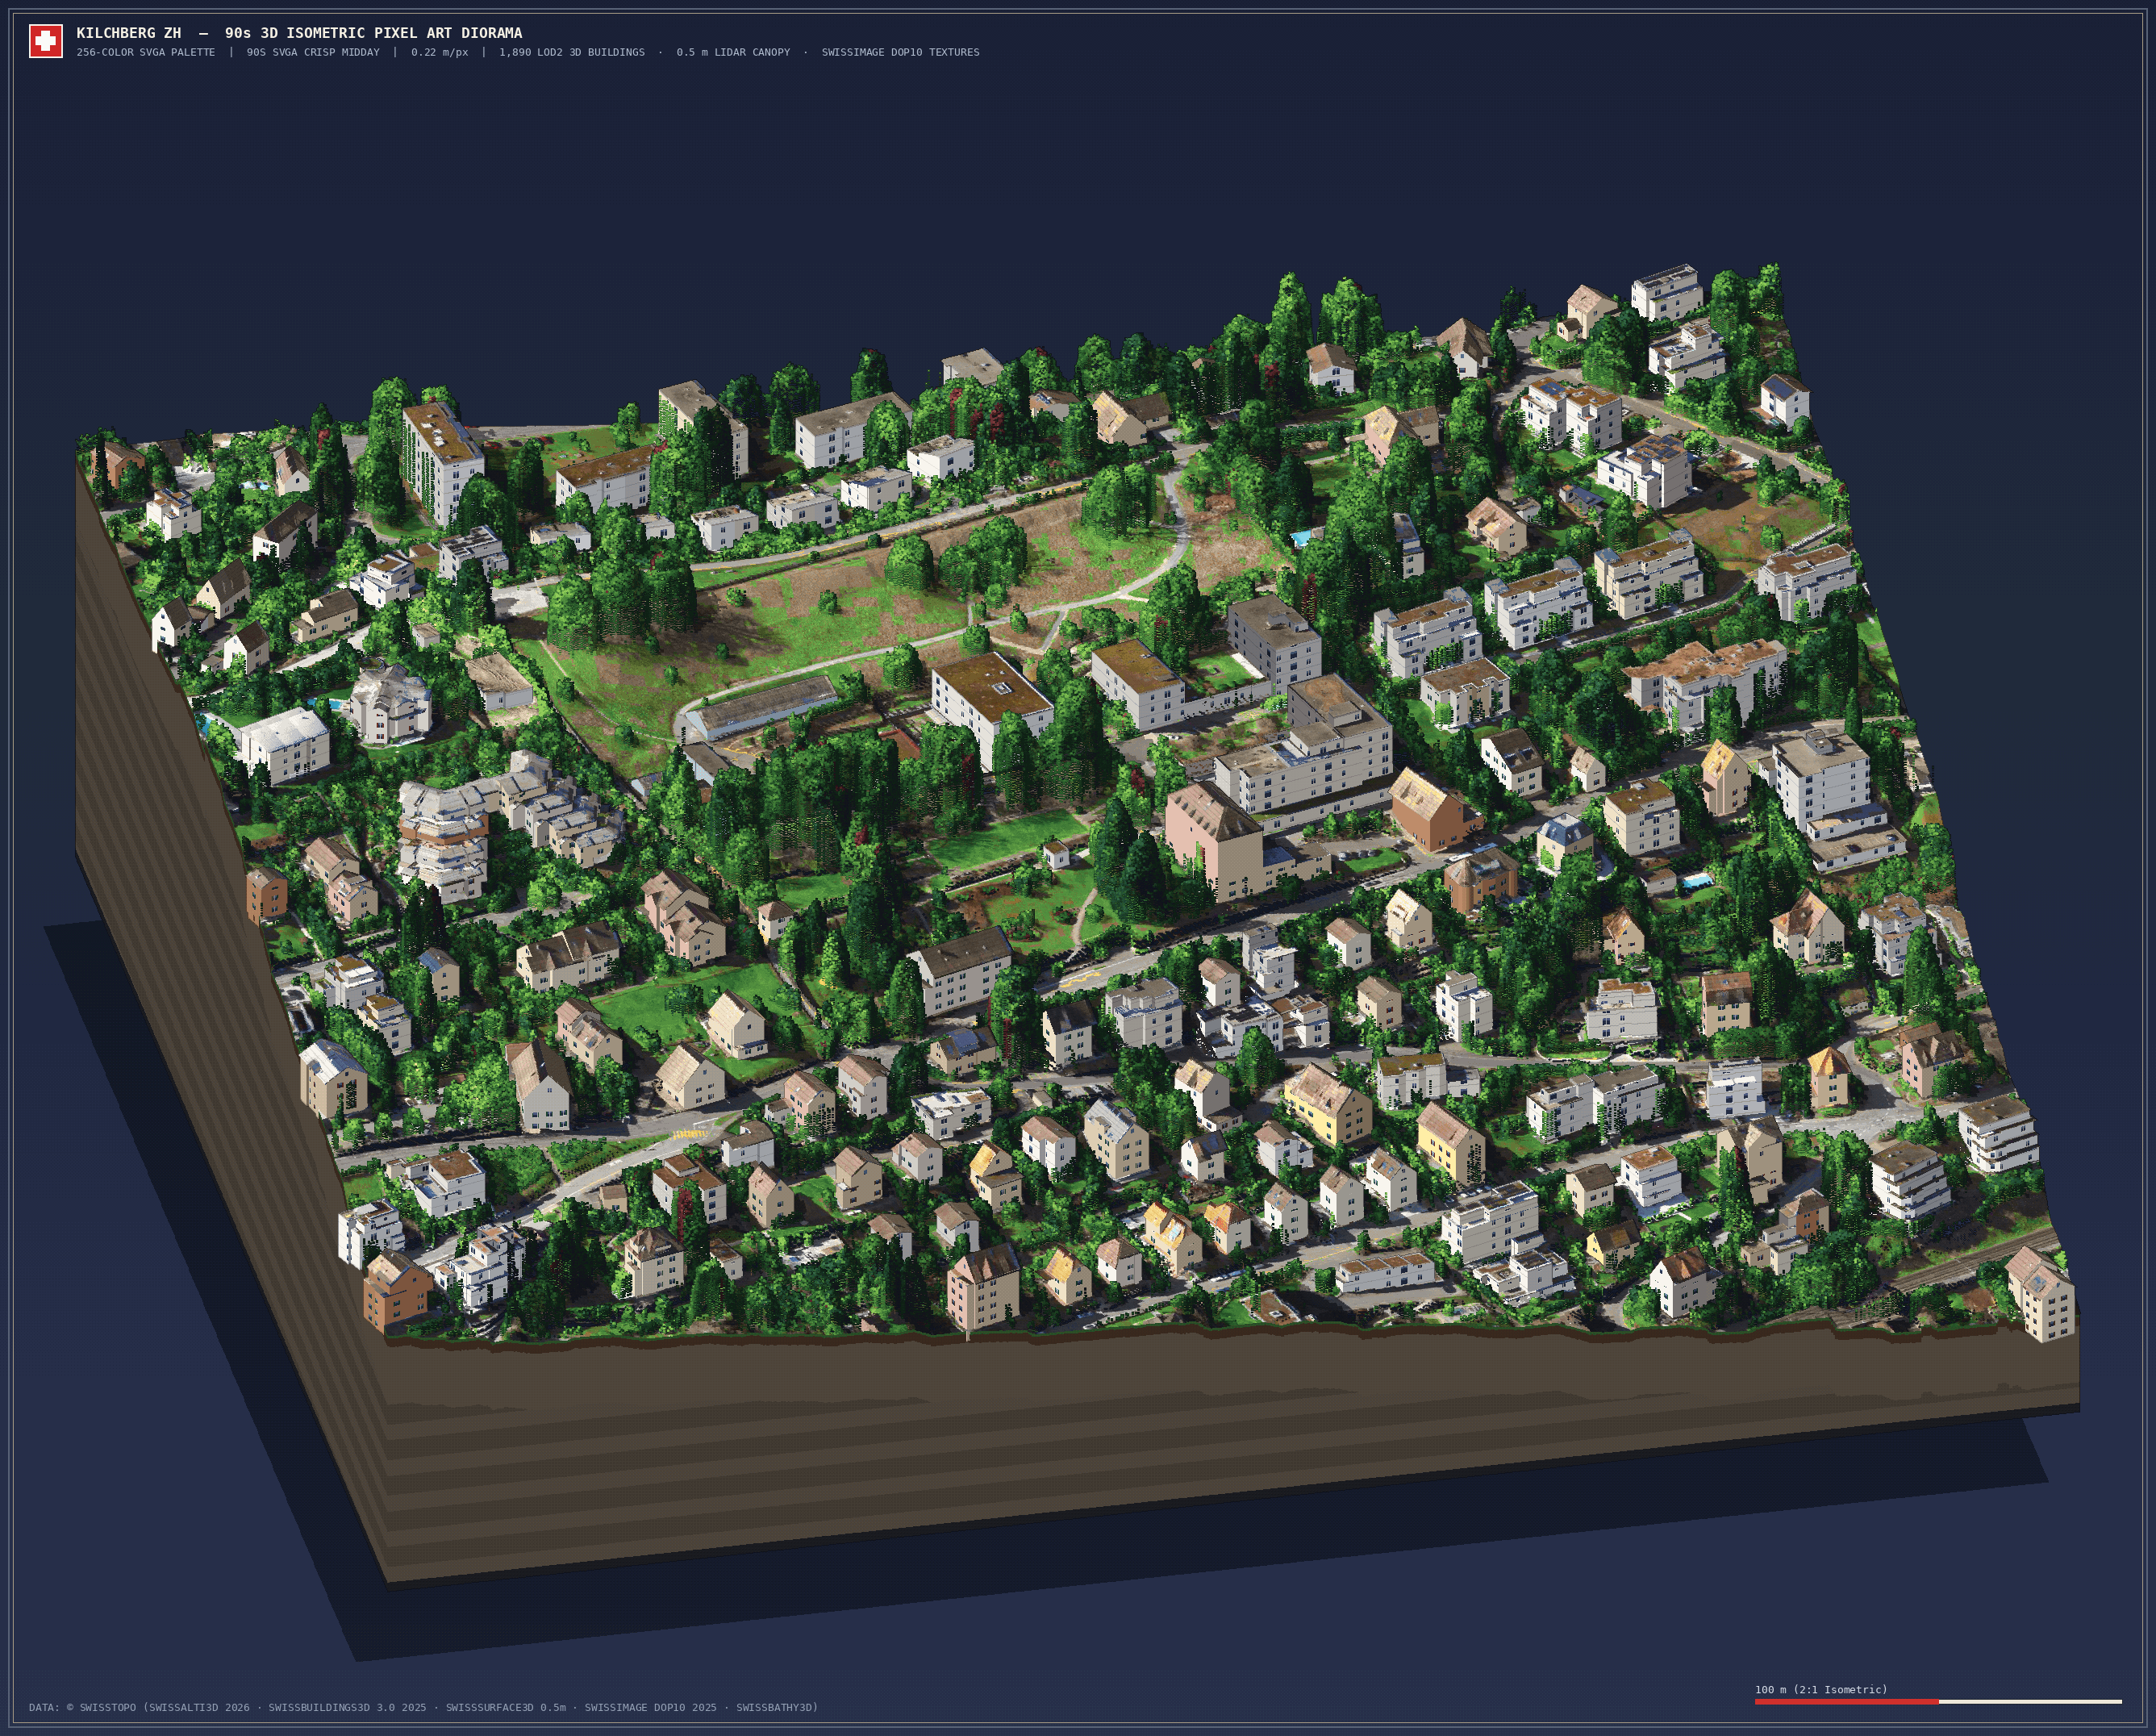 KILCHBERG ZH — 90s 3D ISOMETRIC PIXEL ART DIORAMA
256-COLOR SVGA PALETTE | 90S SVGA CRISP MIDDAY | 0.22 m/px | 1,890 LOD2 3D BUILDINGS · 0.5 m LIDAR CANOPY · SWISSIMAGE DOP10 TEXTURES
100 m (2:1 Isometric)
DATA: © SWISSTOPO (SWISSALTI3D 2026 · SWISSBUILDINGS3D 3.0 2025 · SWISSSURFACE3D 0.5m · SWISSIMAGE DOP10 2025 · SWISSBATHY3D)